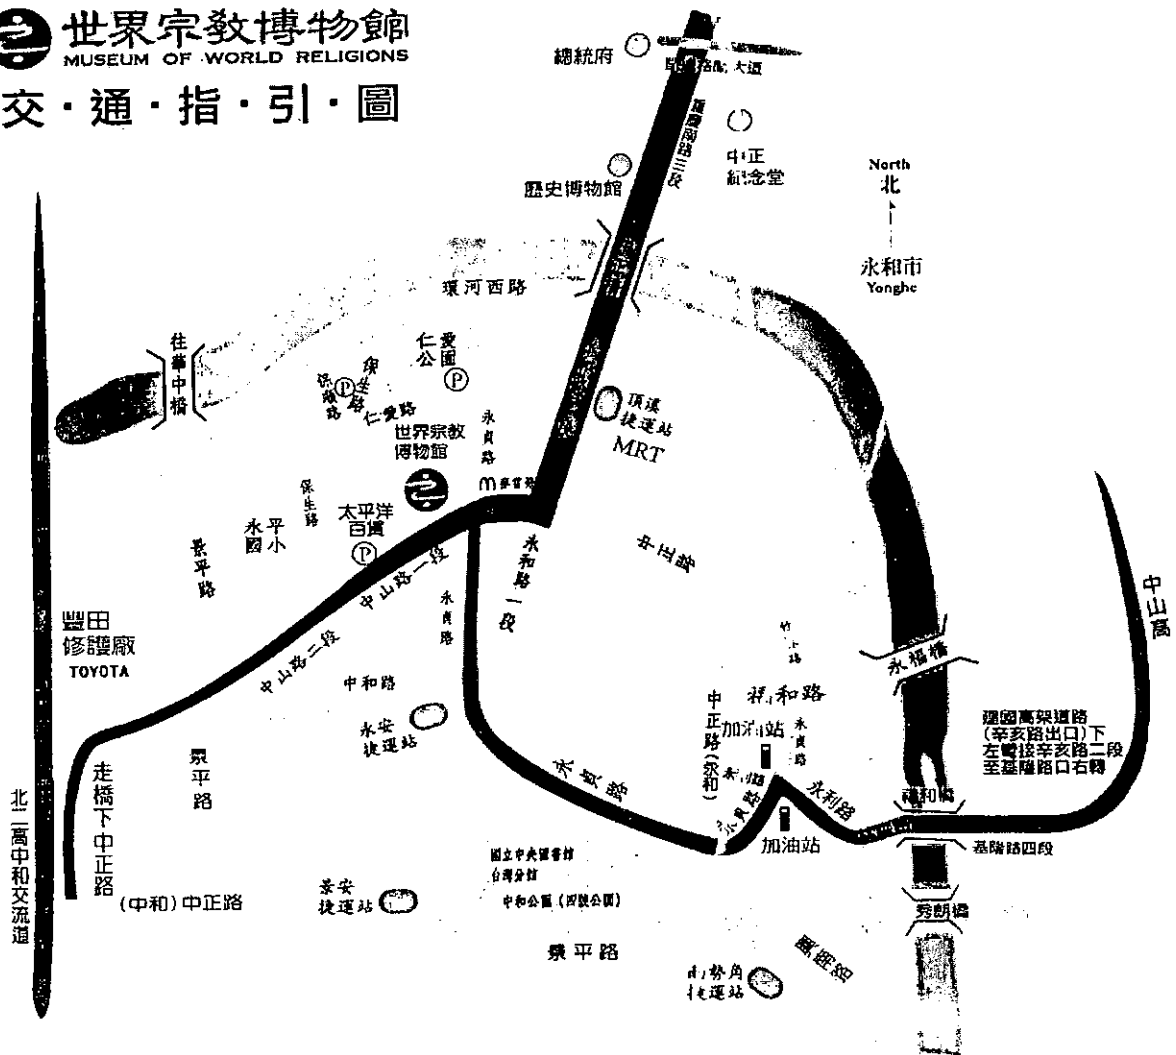 世界宗教博物館
MUSEUM OF WORLD RELIGIONS
交・通・指・引・圖
總統府
大道
重慶南路三段
中正
紀念堂
歷史博物館
North
北
永和市
Yonghe
環河西路
往華中橋
仁愛
公園
P
保生路
保順路
P
仁愛路
永貞路
頂溪
捷運站
MRT
世界宗教
博物館
保生路
太平洋
百貨
P
永平
國小
景平路
中山路一段
永和路一段
永貞路
豐田
修護廠
TOYOTA
中山路二段
中和路
永安
捷運站
中山高
永福橋
福和路
中正路(永和)
加油站
永貞路
建國高架道路
(辛亥路出口)下
左彎接辛亥路二段
至基隆路口右轉
景平路
走橋下中正路
永貞路
永利路
福和橋
加油站
基隆路四段
北二高中和交流道
國立中央圖書館
台灣分館
中和公園(四號公園)
(中和)中正路
景安
捷運站
秀朗橋
景平路
南勢角
捷運站